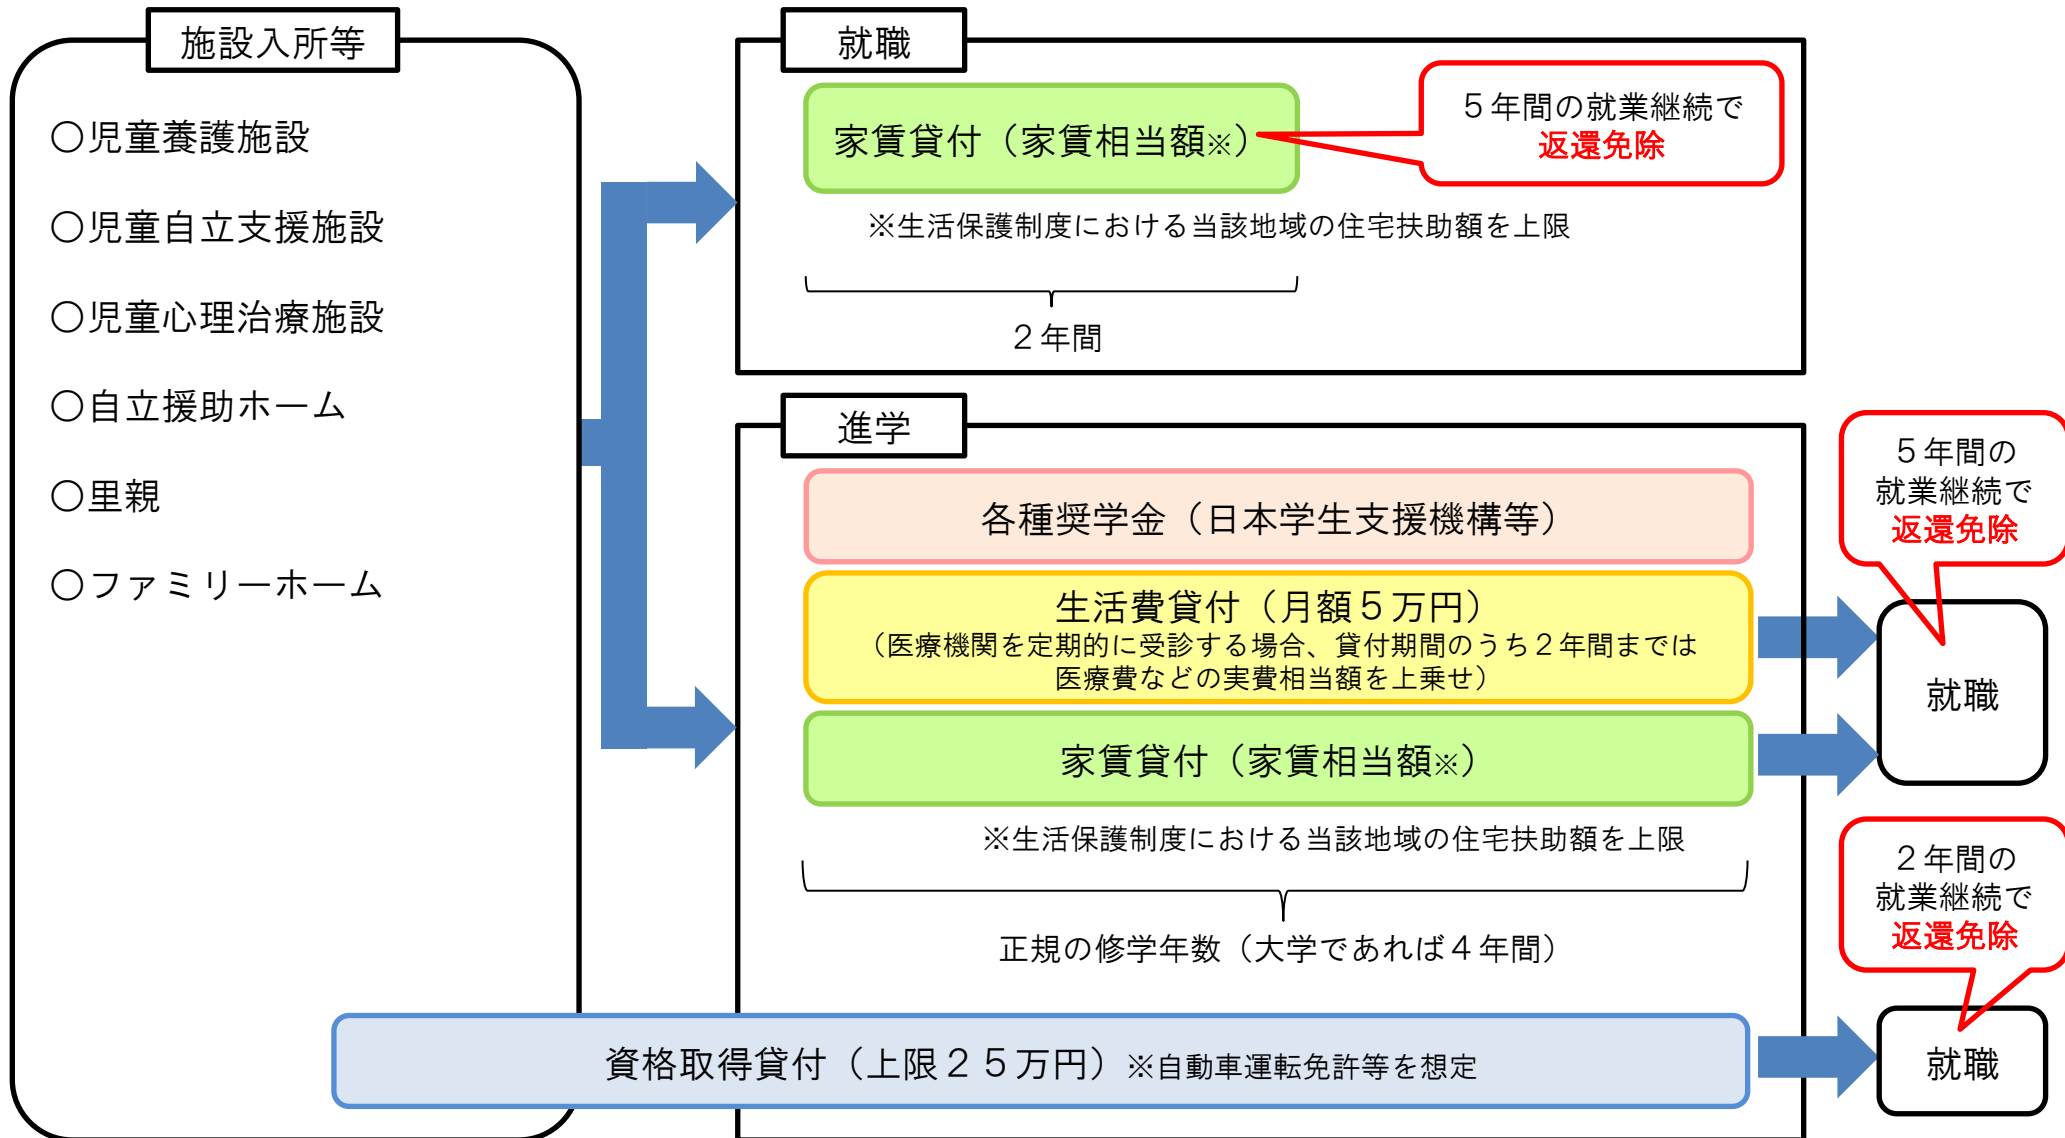 施設入所等
○児童養護施設
○児童自立支援施設
○児童心理治療施設
○自立援助ホーム
○里親
○ファミリーホーム
就職
家賃貸付（家賃相当額※）
５年間の就業継続で
返還免除
※生活保護制度における当該地域の住宅扶助額を上限
２年間
進学
各種奨学金（日本学生支援機構等）
生活費貸付（月額５万円）
（医療機関を定期的に受診する場合、貸付期間のうち２年間までは
医療費などの実費相当額を上乗せ）
家賃貸付（家賃相当額※）
※生活保護制度における当該地域の住宅扶助額を上限
正規の修学年数（大学であれば４年間）
５年間の
就業継続で
返還免除
就職
資格取得貸付（上限２５万円）※自動車運転免許等を想定
２年間の
就業継続で
返還免除
就職